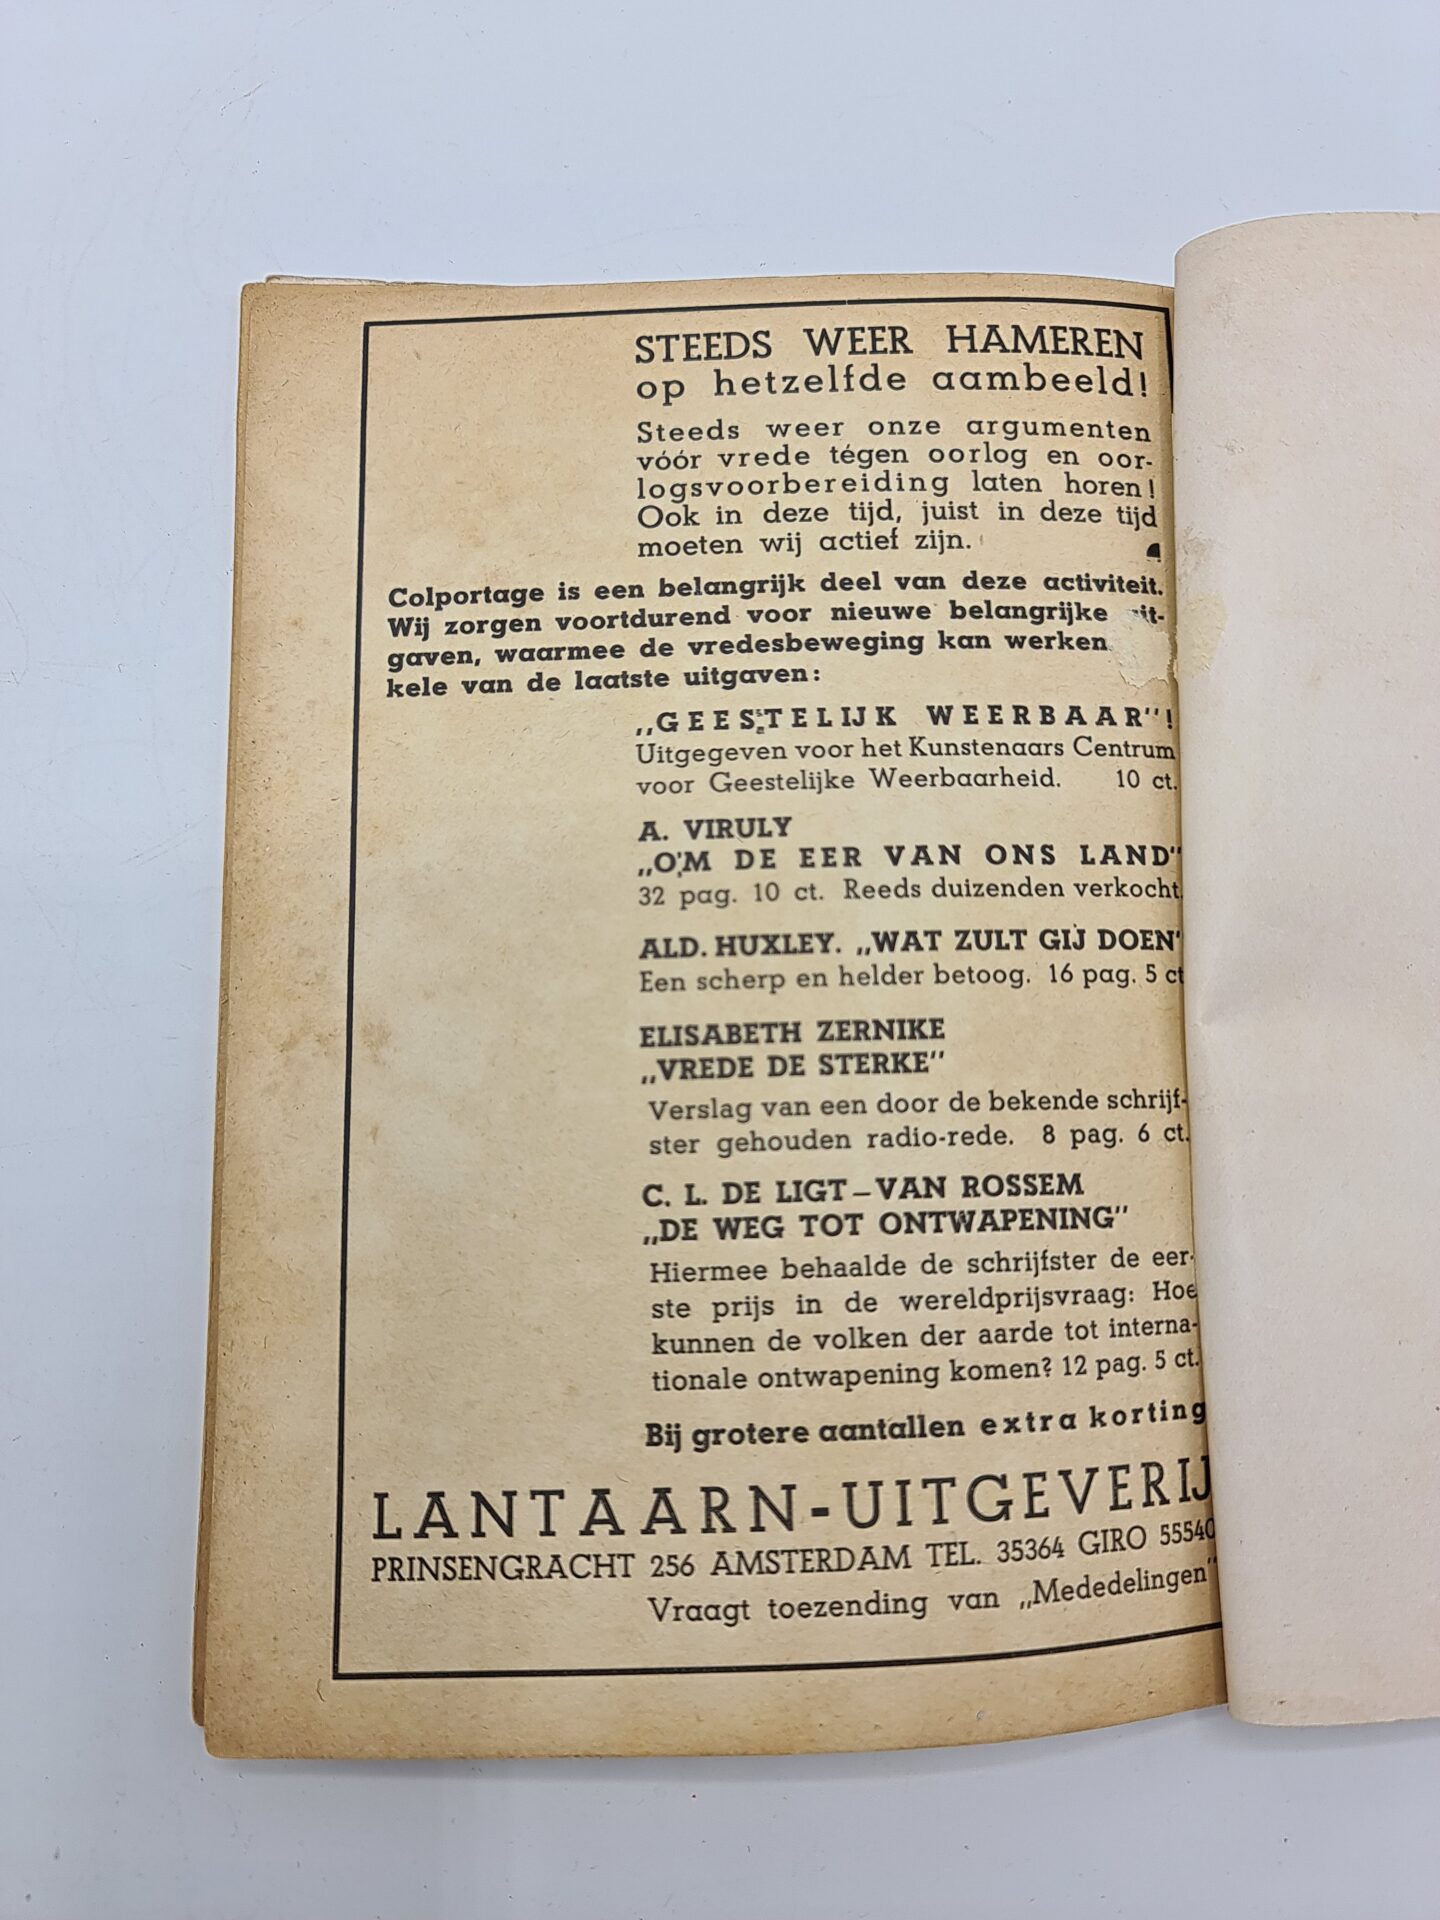 STEEDS WEER HAMEREN
op hetzelfde aambeeld!
Steeds weer onze argumenten
vóór vrede tégen oorlog en oor-
logsvoorbereiding laten horen!
Ook in deze tijd, juist in deze tijd
moeten wij actief zijn.
Colportage is een belangrijk deel van deze activiteit.
Wij zorgen voortdurend voor nieuwe belangrijke
gaven, waarmee de vredesbeweging kan werken
kele van de laatste uitgaven:
„GEESTELIJK WEERBAAR"!
Uitgegeven voor het Kunstenaars Centrum
voor Geestelijke Weerbaarheid. 10 ct.
A. VIRULY
„OM DE EER VAN ONS LAND"
32 pag. 10 ct. Reeds duizenden verkocht.
ALD. HUXLEY. „WAT ZULT GIJ DOEN"
Een scherp en helder betoog. 16 pag. 5 ct
ELISABETH ZERNIKE
„VREDE DE STERKE"
Verslag van een door de bekende schrijf-
ster gehouden radio-rede. 8 pag. 6 ct.
C. L. DE LIGT—VAN ROSSEM
„DE WEG TOT ONTWAPENING"
Hiermee behaalde de schrijfster de eer-
ste prijs in de wereldprijsvraag: Hoe
kunnen de volken der aarde tot interna-
tionale ontwapening komen? 12 pag. 5 ct.
Bij grotere aantallen extra korting
LANTAARN-UITGEVERIJ
PRINSENGRACHT 256 AMSTERDAM TEL. 35364 GIRO 55540
Vraagt toezending van „Mededelingen"